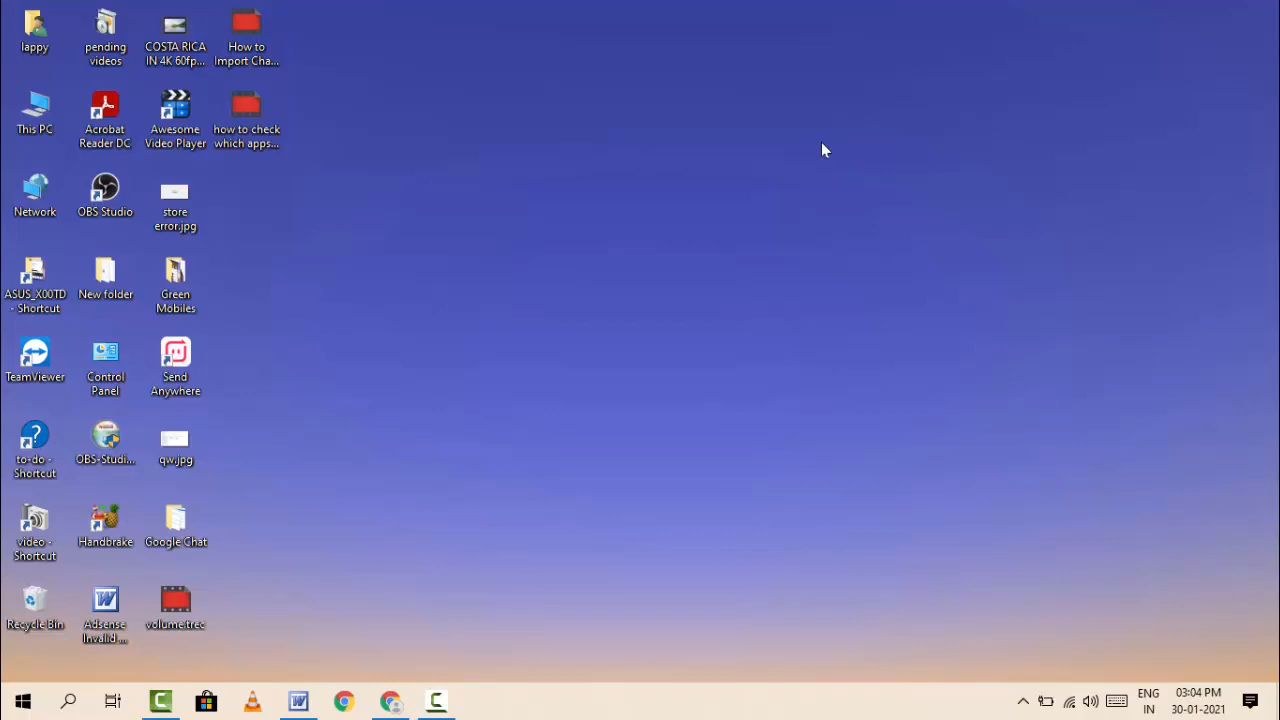 lappy
pending
videos
COSTA RICA
IN 4K 60fp...
How to
Import Cha...
This PC
Acrobat
Reader DC
Awesome
Video Player
how to check
which apps...
Network
OBS Studio
store
error.jpg
ASUS_X00TD
- Shortcut
New folder
Green
Mobiles
TeamViewer
Control
Panel
Send
Anywhere
to-do -
Shortcut
OBS-Studi...
qw.jpg
video -
Shortcut
Handbrake
Google Chat
Recycle Bin
Adsense
Invalid ...
volume.trec
ENG
IN
03:04 PM
30-01-2021